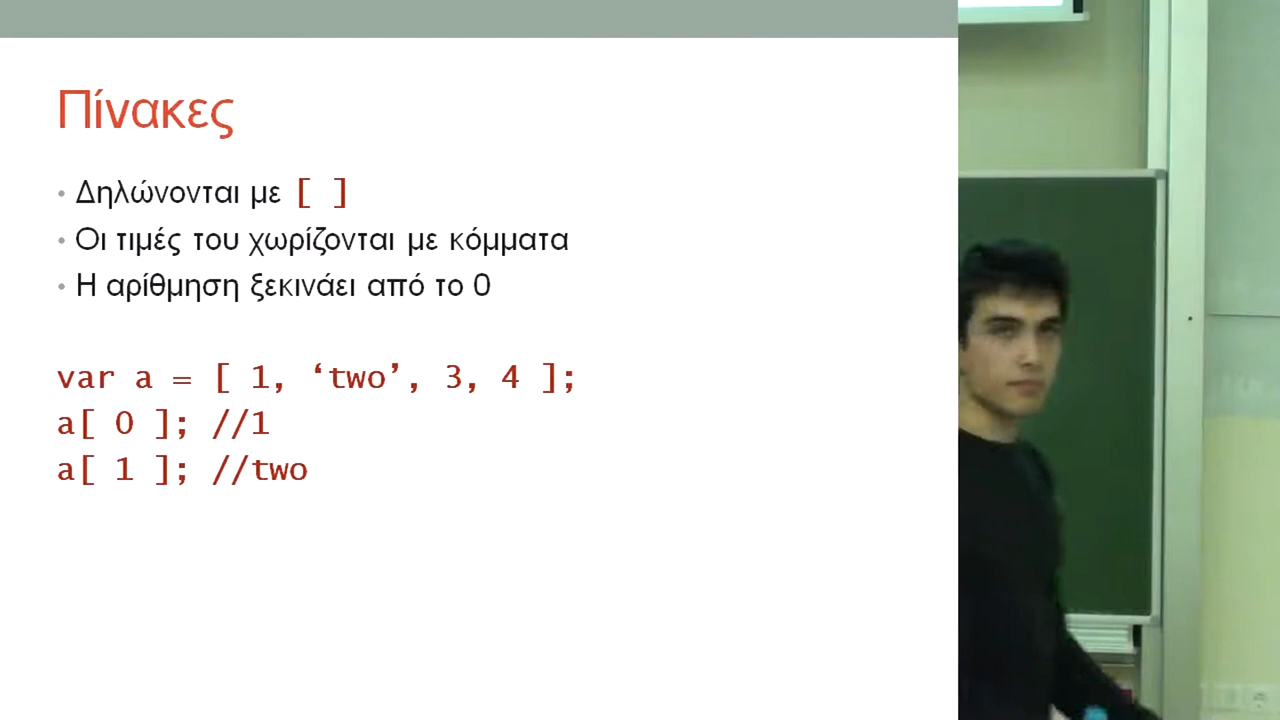 Πίνακες
• Δηλώνονται με [ ]
• Οι τιμές του χωρίζονται με κόμματα
• Η αρίθμηση ξεκινάει από το 0
var a = [ 1, ‘two’, 3, 4 ];
a[ 0 ]; //1
a[ 1 ]; //two